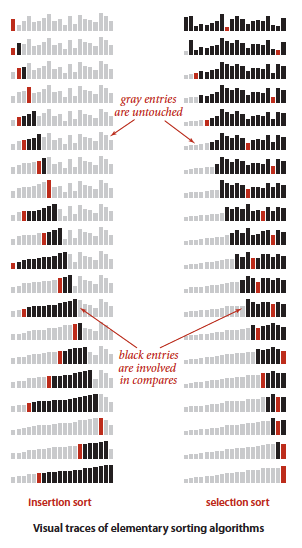 gray entries
are untouched
black entries
are involved
in compares
insertion sort
selection sort
Visual traces of elementary sorting algorithms